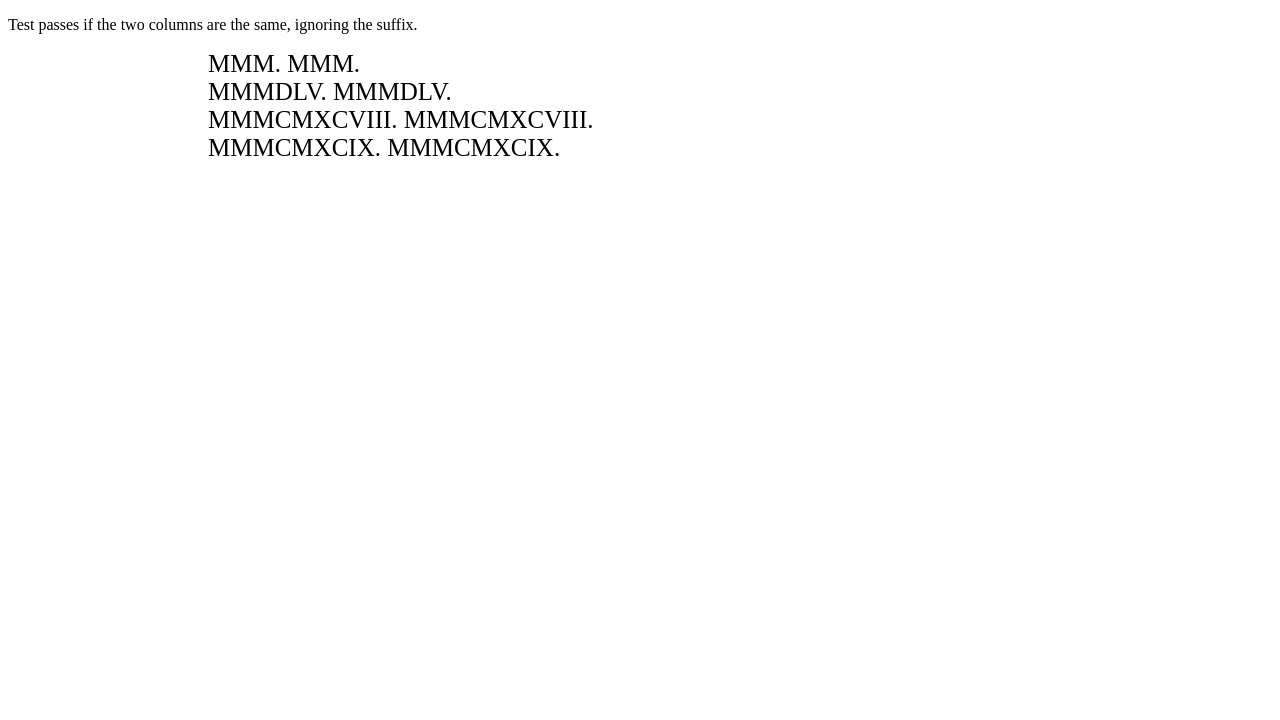 Test passes if the two columns are the same, ignoring the suffix.
MMM. MMM.
MMMDLV. MMMDLV.
MMMCMXCVIII. MMMCMXCVIII.
MMMCMXCIX. MMMCMXCIX.